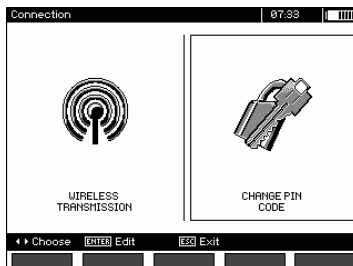 Connection 07:33
WIRELESS
TRANSMISSION
CHANGE PIN
CODE
Choose ENTER Edit ESC Exit